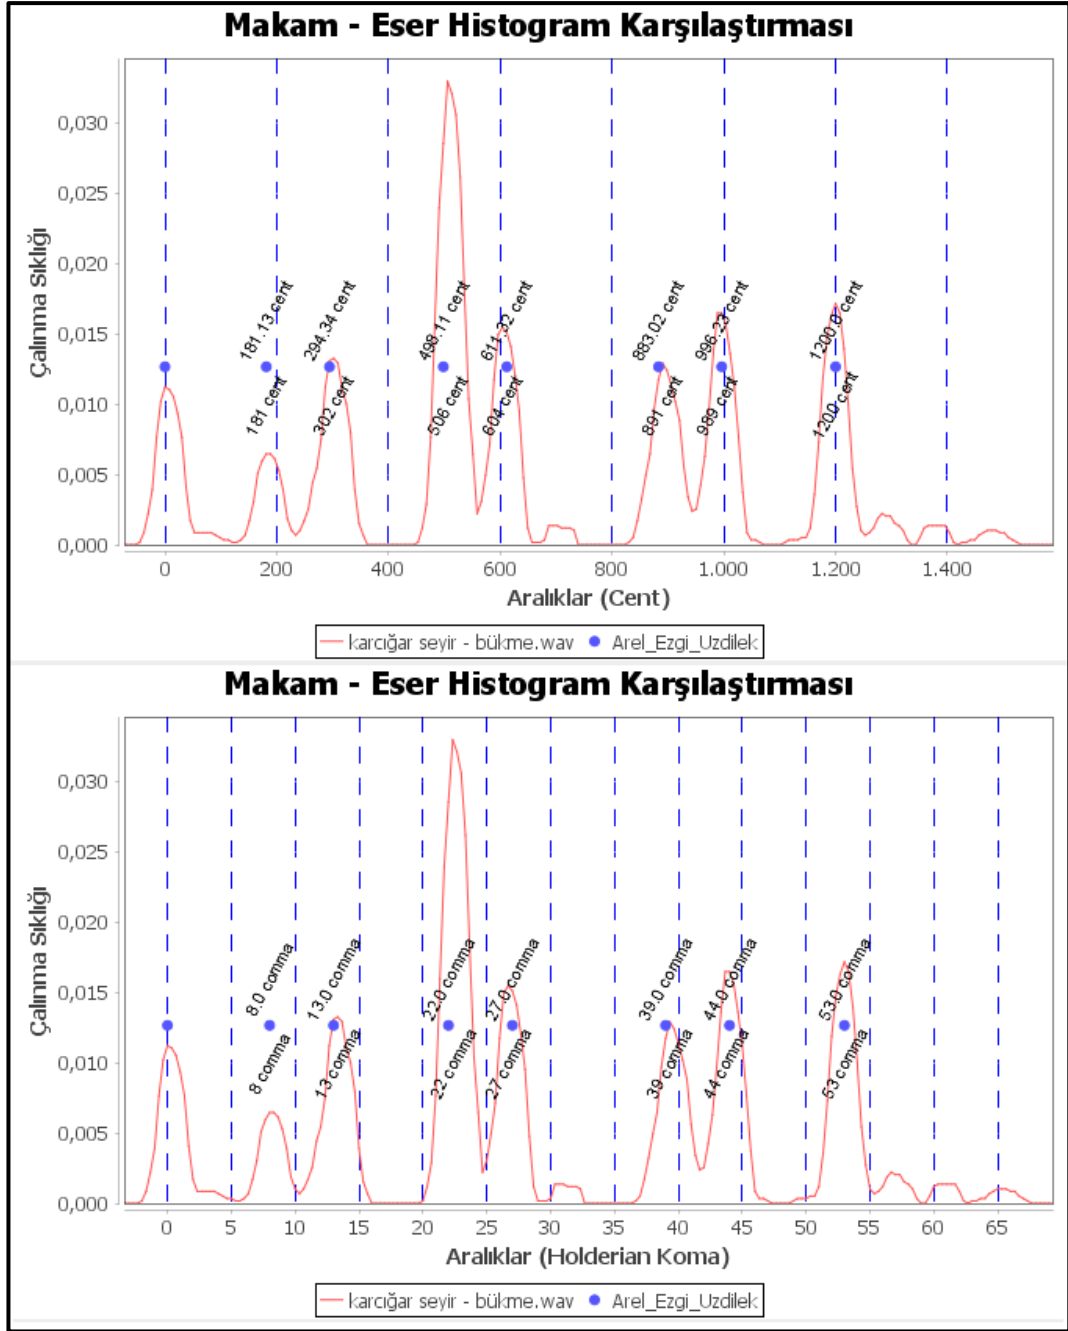 Makam - Eser Histogram Karşılaştırması
Çalınma Sıklığı
0,030
0,025
0,020
0,015
0,010
0,005
0,000
181.13 cent
294.34 cent
498.11 cent
611.32 cent
883.02 cent
996.23 cent
1200.0 cent
181 cent
302 cent
506 cent
604 cent
891 cent
989 cent
1200 cent
0 200 400 600 800 1.000 1.200 1.400
Aralıklar (Cent)
karcığar seyir - bükme.wav Arel_Ezgi_Uzdilek
Makam - Eser Histogram Karşılaştırması
Çalınma Sıklığı
0,030
0,025
0,020
0,015
0,010
0,005
0,000
8.0 comma
13.0 comma
22.0 comma
27.0 comma
39.0 comma
44.0 comma
53.0 comma
8 comma
13 comma
22 comma
27 comma
39 comma
44 comma
53 comma
0 5 10 15 20 25 30 35 40 45 50 55 60 65
Aralıklar (Holderian Koma)
karcığar seyir - bükme.wav Arel_Ezgi_Uzdilek